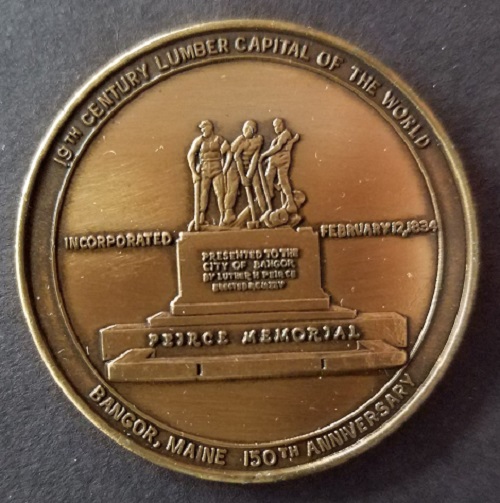 19TH CENTURY LUMBER CAPITAL OF THE WORLD
INCORPORATED FEBRUARY 12, 1834
PRESENTED TO THE
CITY OF BANGOR
BY LUTHER H PEIRCE
PEIRCE MEMORIAL
BANGOR, MAINE 150TH ANNIVERSARY